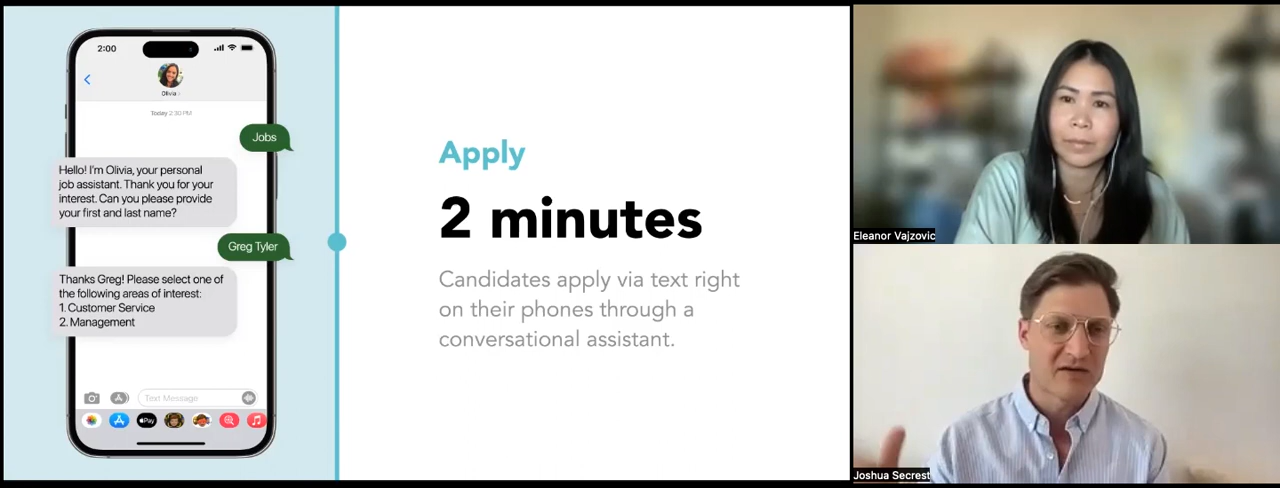 2:00
Olivia
Today 2:30 PM
Jobs
Hello! I'm Olivia, your personal
job assistant. Thank you for your
interest. Can you please provide
your first and last name?
Greg Tyler
Thanks Greg! Please select one of
the following areas of interest:
1. Customer Service
2. Management
Text Message
Pay
Apply
2 minutes
Candidates apply via text right
on their phones through a
conversational assistant.
Eleanor Vajzovic
Joshua Secrest